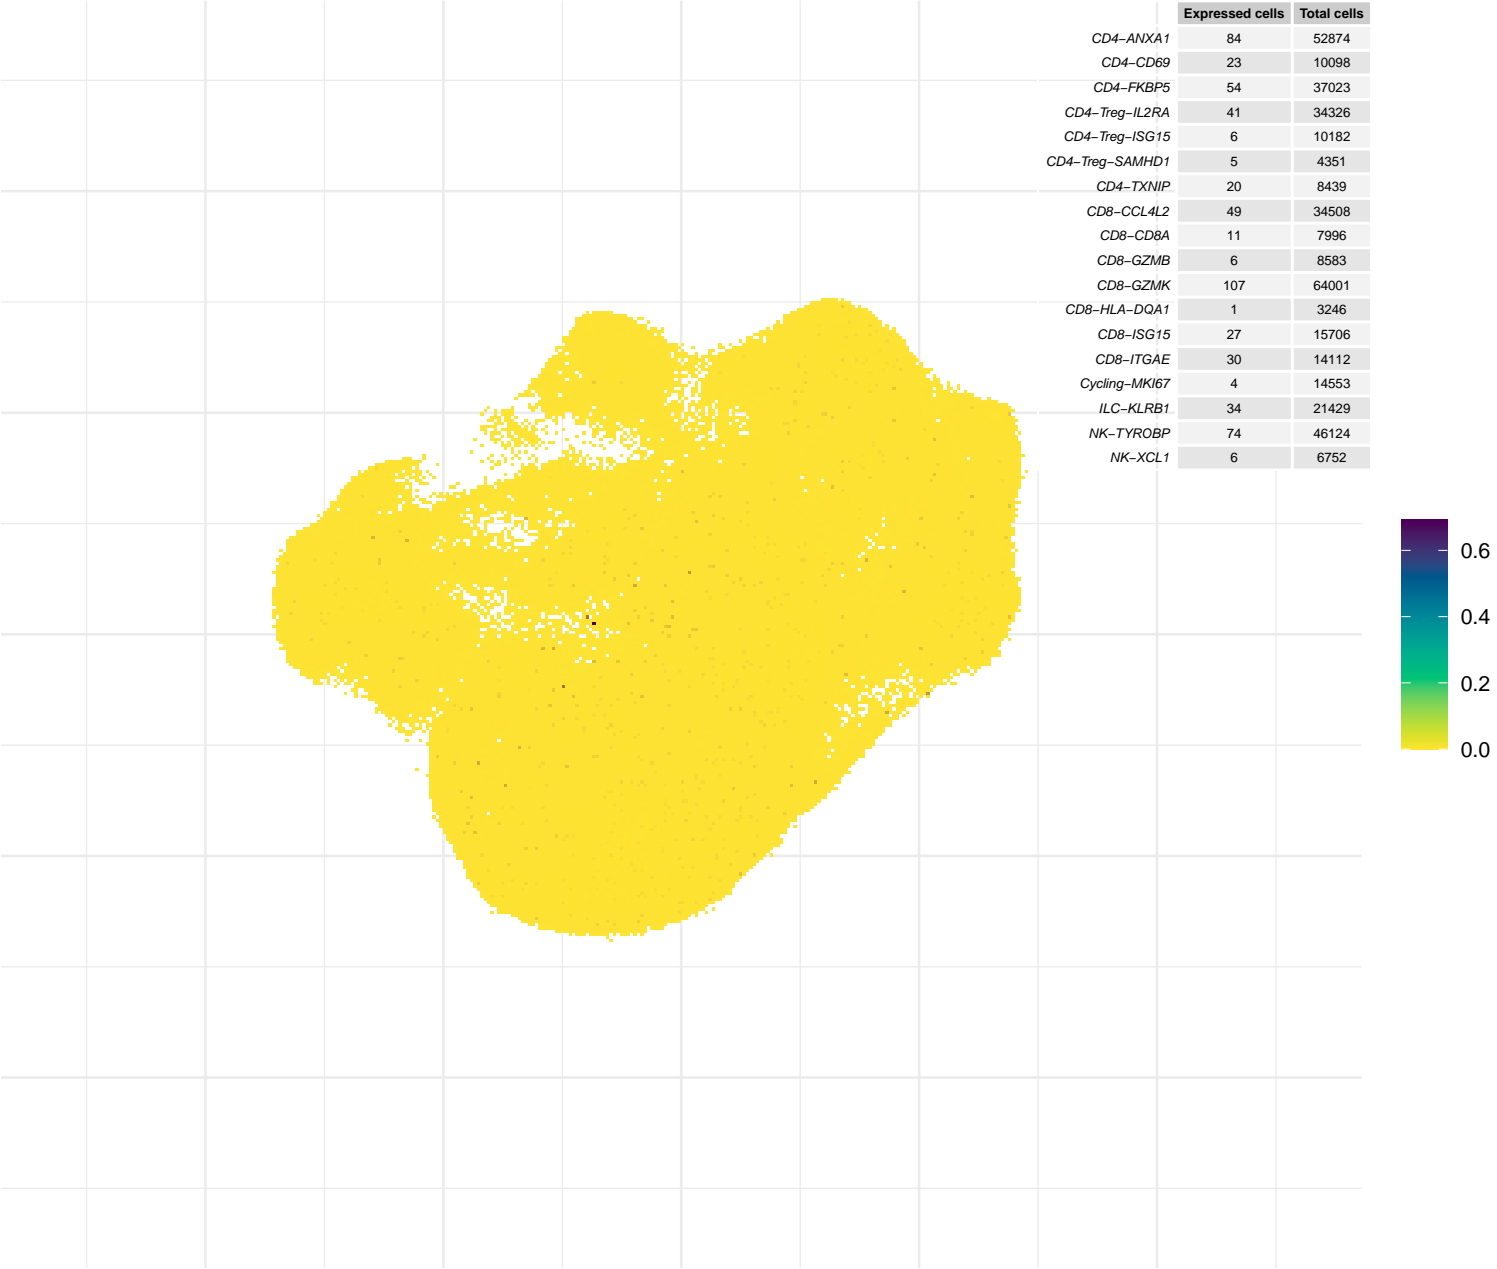 Expressed cells Total cells
CD4−ANXA1 84 52874
CD4−CD69 23 10098
CD4−FKBP5 54 37023
CD4−Treg−IL2RA 41 34326
CD4−Treg−ISG15 6 10182
CD4−Treg−SAMHD1 5 4351
CD4−TXNIP 20 8439
CD8−CCL4L2 49 34508
CD8−CD8A 11 7996
CD8−GZMB 6 8583
CD8−GZMK 107 64001
CD8−HLA−DQA1 1 3246
CD8−ISG15 27 15706
CD8−ITGAE 30 14112
Cycling−MKI67 4 14553
ILC−KLRB1 34 21429
NK−TYROBP 74 46124
NK−XCL1 6 6752
0.6
0.4
0.2
0.0